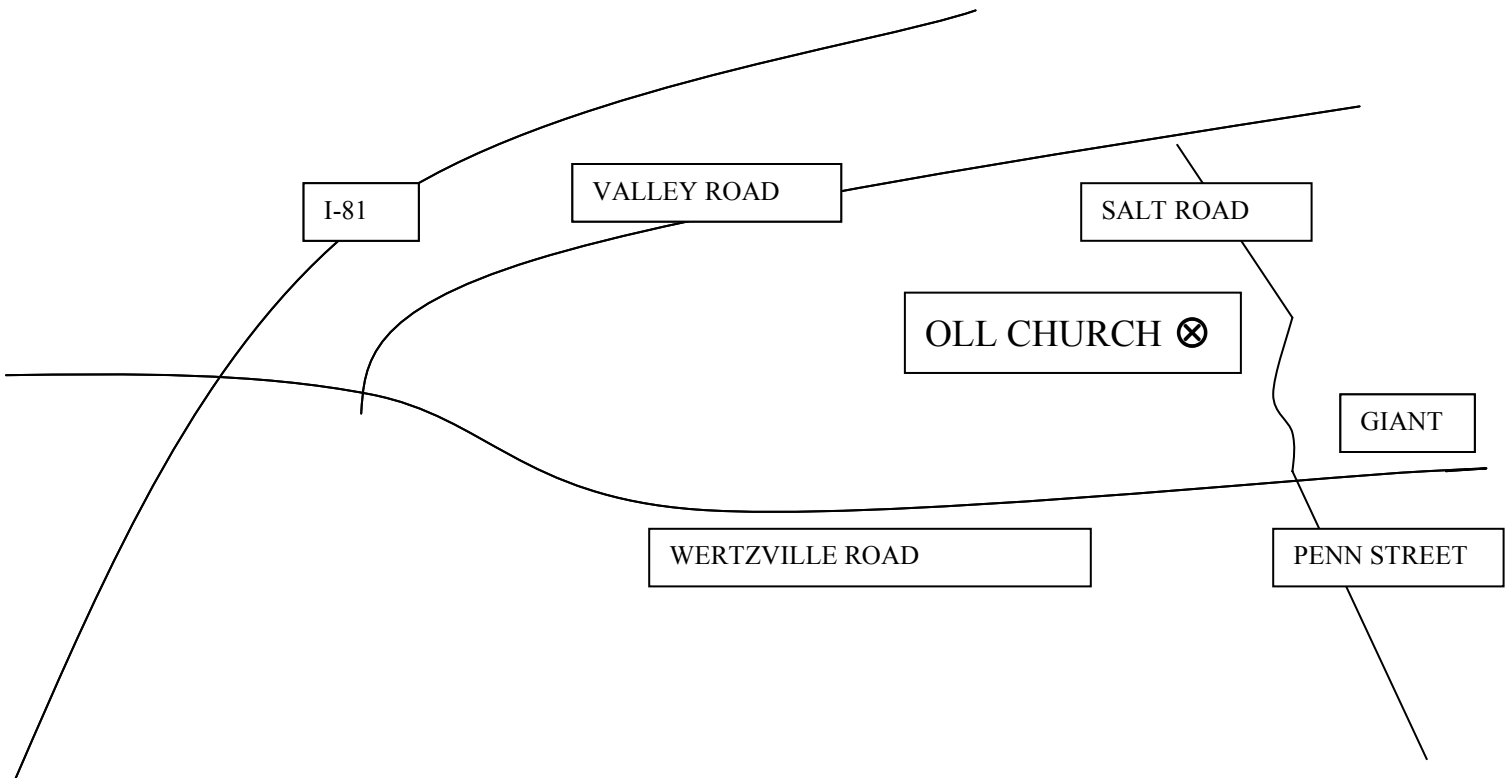 VALLEY ROAD
I-81
SALT ROAD
OLL CHURCH ⊗
GIANT
WERTZVILLE ROAD
PENN STREET